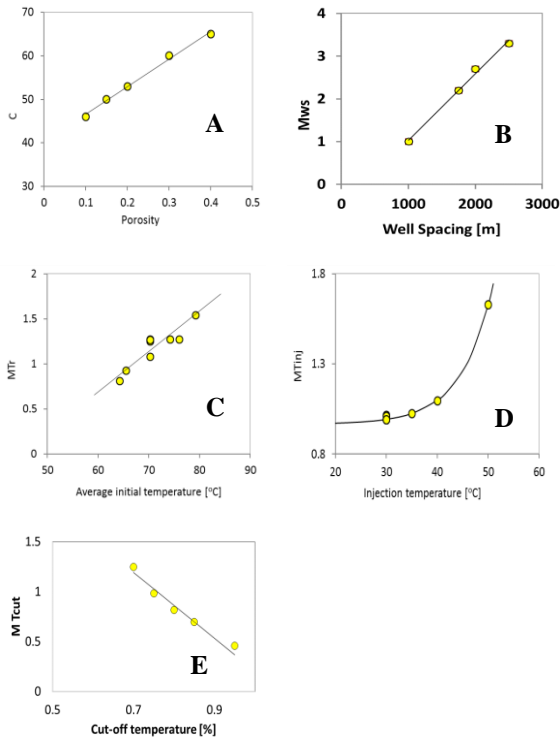 70
60
50
40
30
C
A
0 0.1 0.2 0.3 0.4 0.5
Porosity
4
3
2
1
0
Mws
B
0 1000 2000 3000
Well Spacing [m]
2
1.5
1
0.5
0
MTr
C
50 60 70 80 90
Average initial temperature [°C]
1.8
1.3
0.8
MTinj
D
20 30 40 50 60
Injection temperature [°C]
1.5
1
0.5
0
M Tcut
E
0.5 0.7 0.9
Cut-off temperature [%]